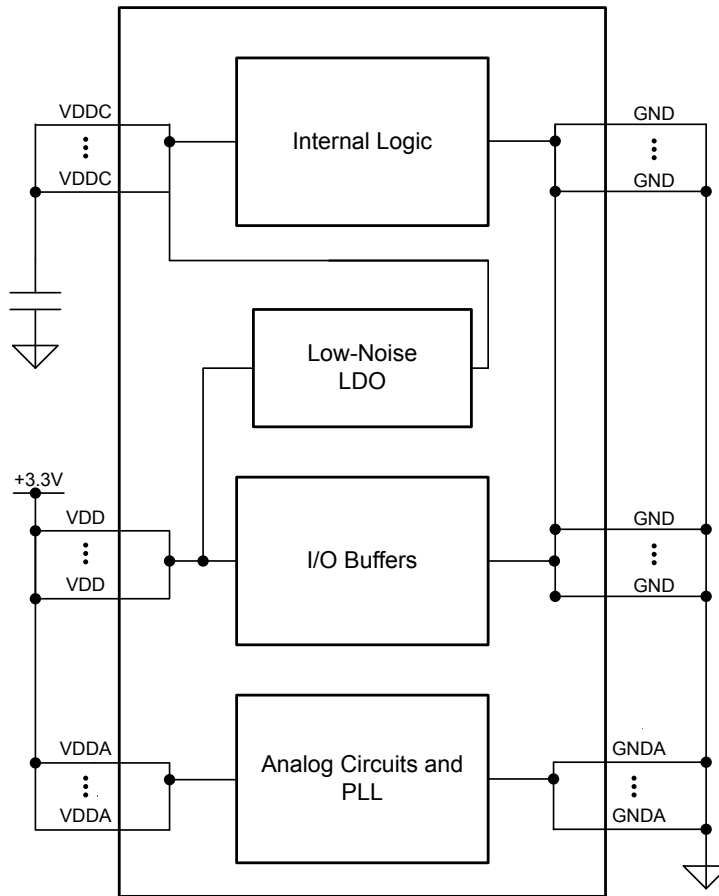 VDDC
GND
Internal Logic
VDDC
GND
Low-Noise
LDO
+3.3V
VDD
GND
I/O Buffers
VDD
GND
VDDA
GNDA
Analog Circuits and
PLL
VDDA
GNDA